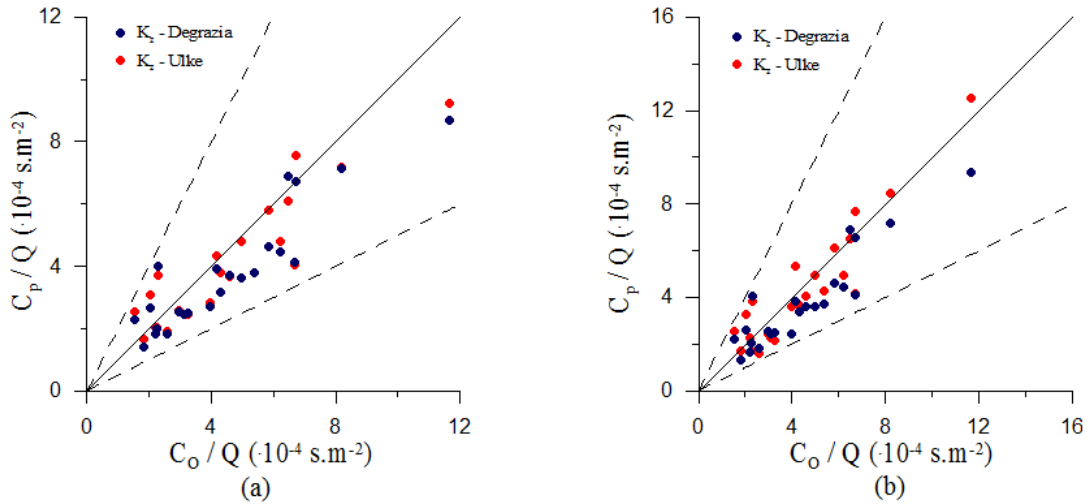 K_z - Degrazia
K_z - Ulke
12
8
4
0
C_p / Q (·10^-4 s.m^-2)
0
4
8
12
C_O / Q (·10^-4 s.m^-2)
(a)
K_z - Degrazia
K_z - Ulke
16
12
8
4
0
C_p / Q (·10^-4 s.m^-2)
0
4
8
12
16
C_O / Q (·10^-4 s.m^-2)
(b)